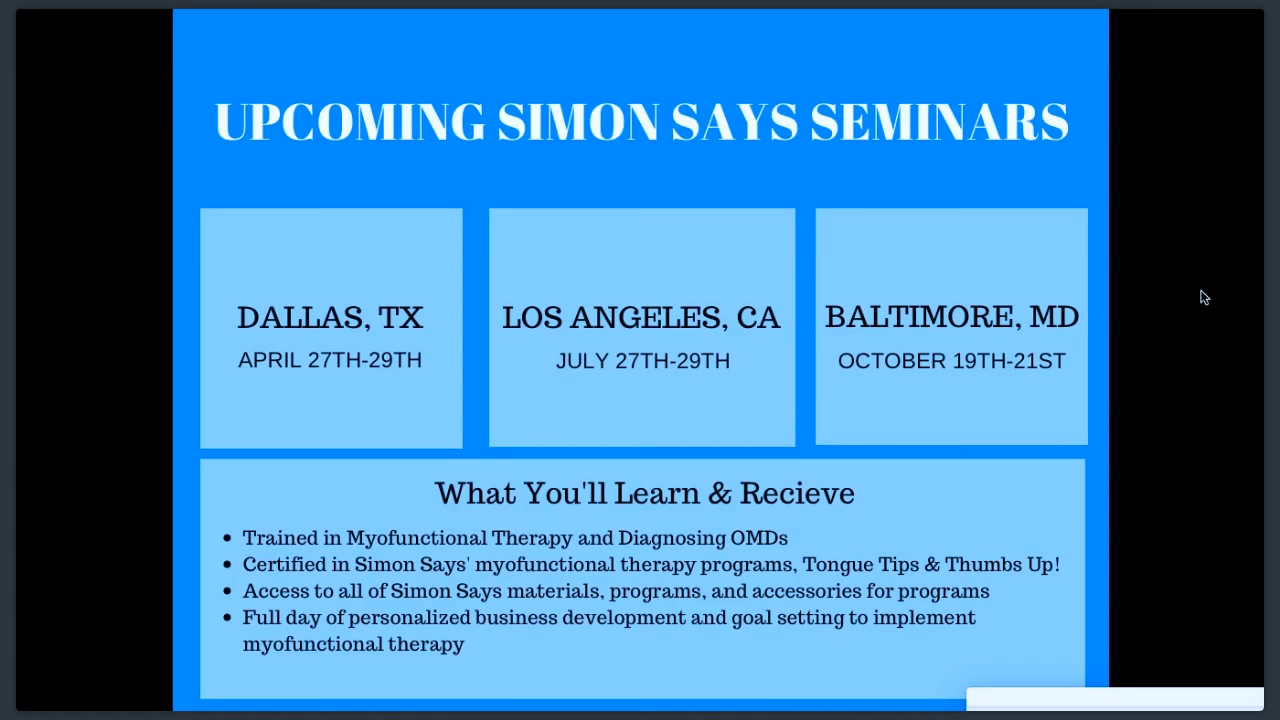 UPCOMING SIMON SAYS SEMINARS
DALLAS, TX
APRIL 27TH-29TH
LOS ANGELES, CA
JULY 27TH-29TH
BALTIMORE, MD
OCTOBER 19TH-21ST
What You'll Learn & Recieve
• Trained in Myofunctional Therapy and Diagnosing OMDs
• Certified in Simon Says' myofunctional therapy programs, Tongue Tips & Thumbs Up!
• Access to all of Simon Says materials, programs, and accessories for programs
• Full day of personalized business development and goal setting to implement
myofunctional therapy